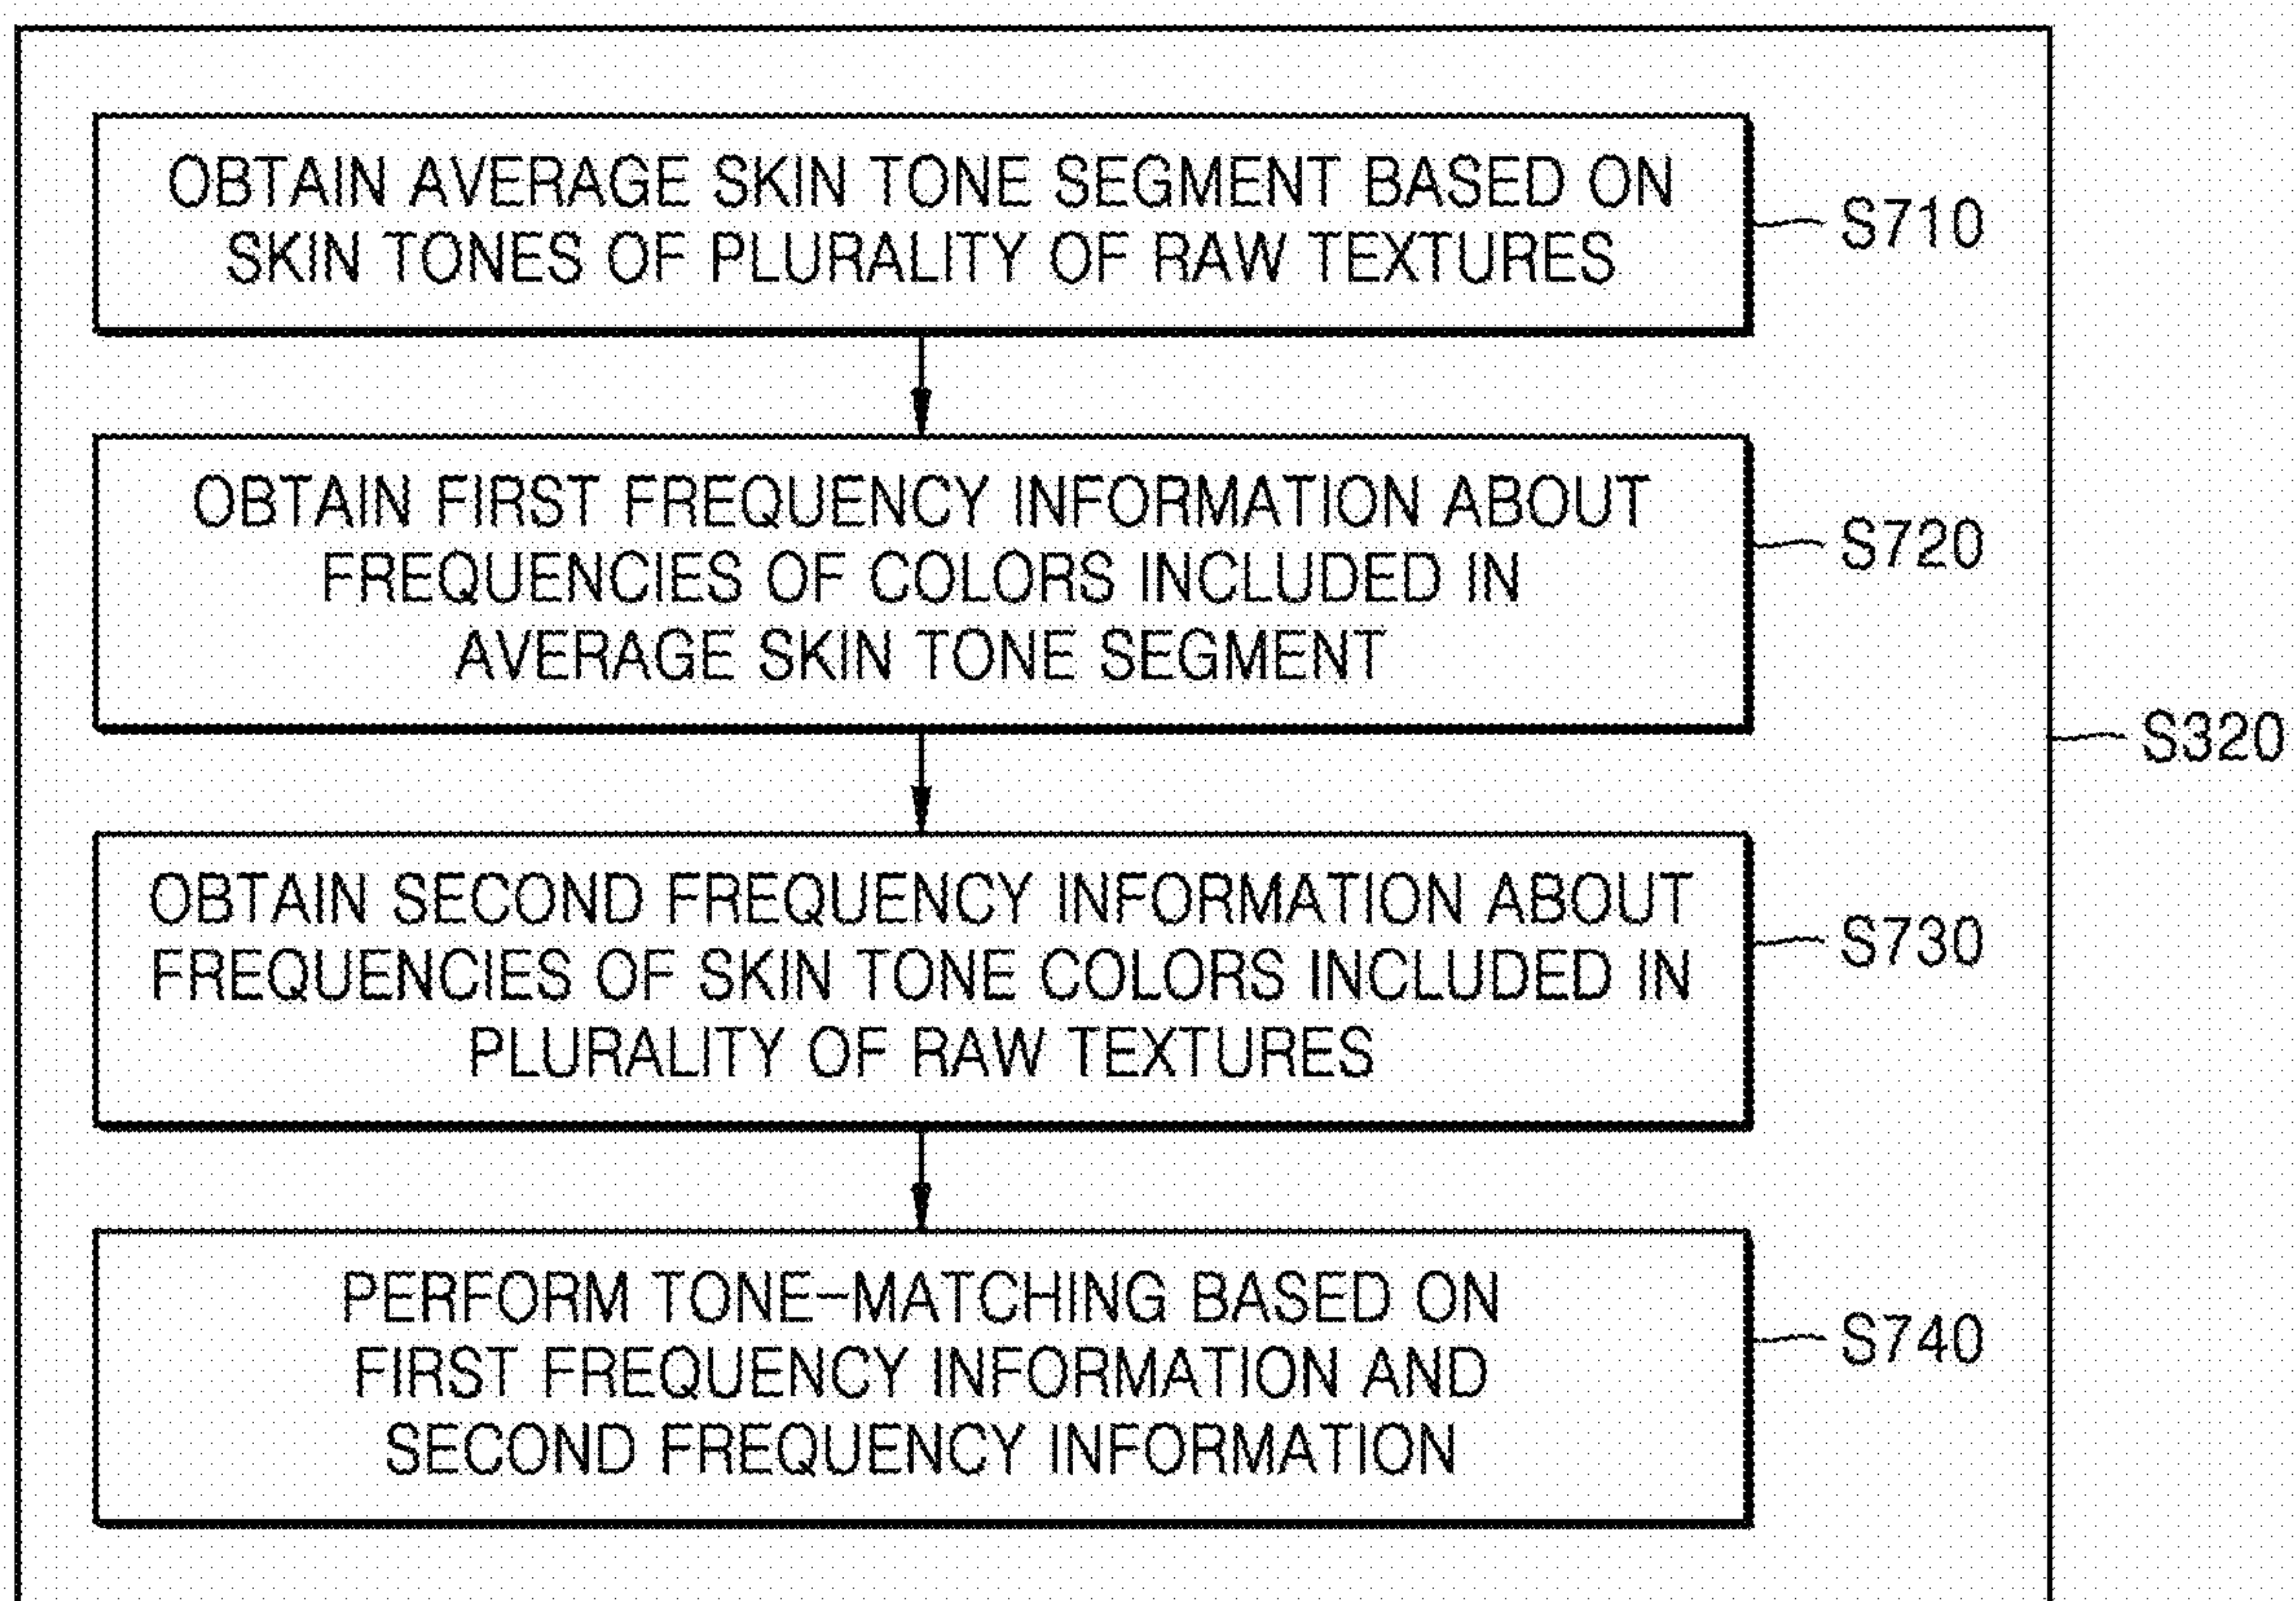 OBTAIN AVERAGE SKIN TONE SEGMENT BASED ON
SKIN TONES OF PLURALITY OF RAW TEXTURES
S710
OBTAIN FIRST FREQUENCY INFORMATION ABOUT
FREQUENCIES OF COLORS INCLUDED IN
AVERAGE SKIN TONE SEGMENT
S720
S320
OBTAIN SECOND FREQUENCY INFORMATION ABOUT
FREQUENCIES OF SKIN TONE COLORS INCLUDED IN
PLURALITY OF RAW TEXTURES
S730
PERFORM TONE-MATCHING BASED ON
FIRST FREQUENCY INFORMATION AND
SECOND FREQUENCY INFORMATION
S740